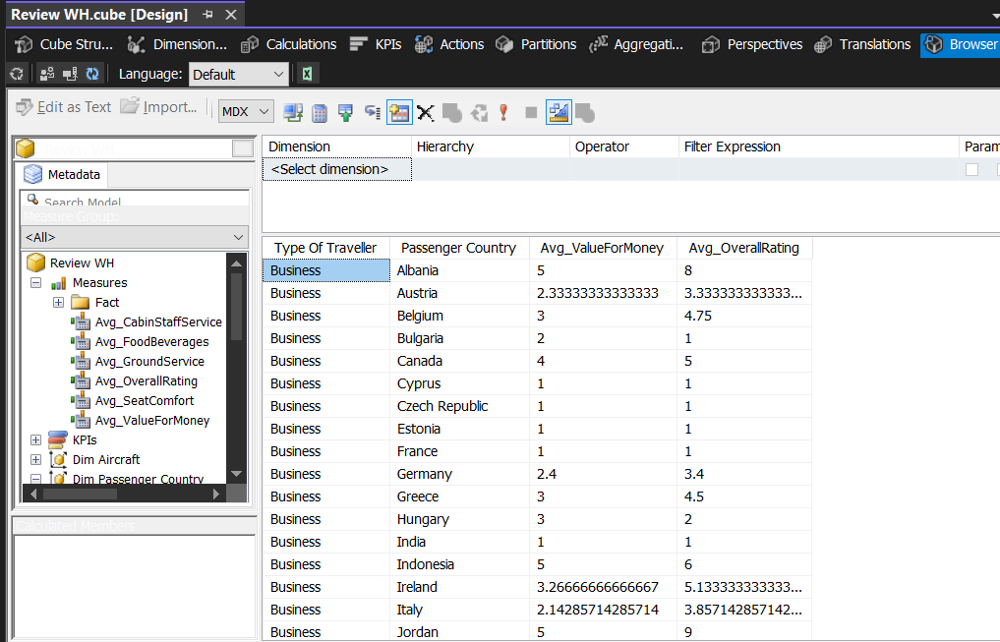 Review WH.cube [Design]
Cube Stru... Dimension... Calculations KPIs Actions Partitions Aggregati... Perspectives Translations Browser
Language: Default
Edit as Text Import... MDX
Metadata
Search Model
Measure Group:
<All>
Review WH
Measures
Fact
Avg_CabinStaffService
Avg_FoodBeverages
Avg_GroundService
Avg_OverallRating
Avg_SeatComfort
Avg_ValueForMoney
KPIs
Dim Aircraft
Dim Passenger Country
Calculated Members
Dimension Hierarchy Operator Filter Expression Param
<Select dimension>
Type Of Traveller Passenger Country Avg_ValueForMoney Avg_OverallRating
Business Albania 5 8
Business Austria 2.33333333333333 3.333333333333...
Business Belgium 3 4.75
Business Bulgaria 2 1
Business Canada 4 5
Business Cyprus 1 1
Business Czech Republic 1 1
Business Estonia 1 1
Business France 1 1
Business Germany 2.4 3.4
Business Greece 3 4.5
Business Hungary 3 2
Business India 1 1
Business Indonesia 5 6
Business Ireland 3.26666666666667 5.133333333333...
Business Italy 2.14285714285714 3.857142857142...
Business Jordan 5 9